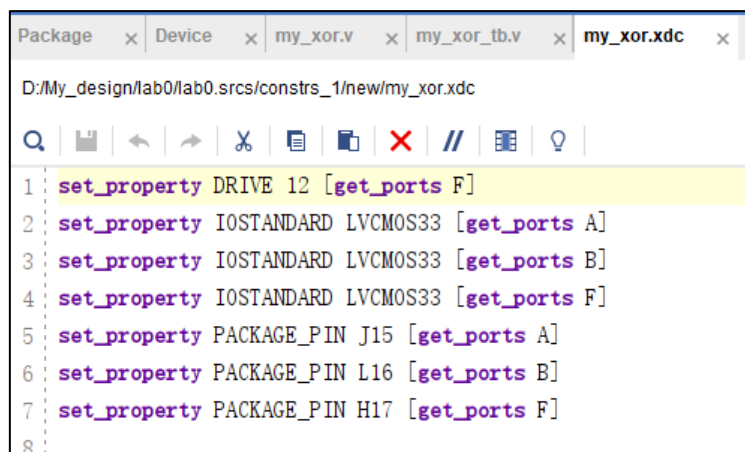 Package × Device × my_xor.v × my_xor_tb.v × my_xor.xdc ×
D:/My_design/lab0/lab0.srcs/constrs_1/new/my_xor.xdc
1 set_property DRIVE 12 [get_ports F]
2 set_property IOSTANDARD LVCMOS33 [get_ports A]
3 set_property IOSTANDARD LVCMOS33 [get_ports B]
4 set_property IOSTANDARD LVCMOS33 [get_ports F]
5 set_property PACKAGE_PIN J15 [get_ports A]
6 set_property PACKAGE_PIN L16 [get_ports B]
7 set_property PACKAGE_PIN H17 [get_ports F]
8